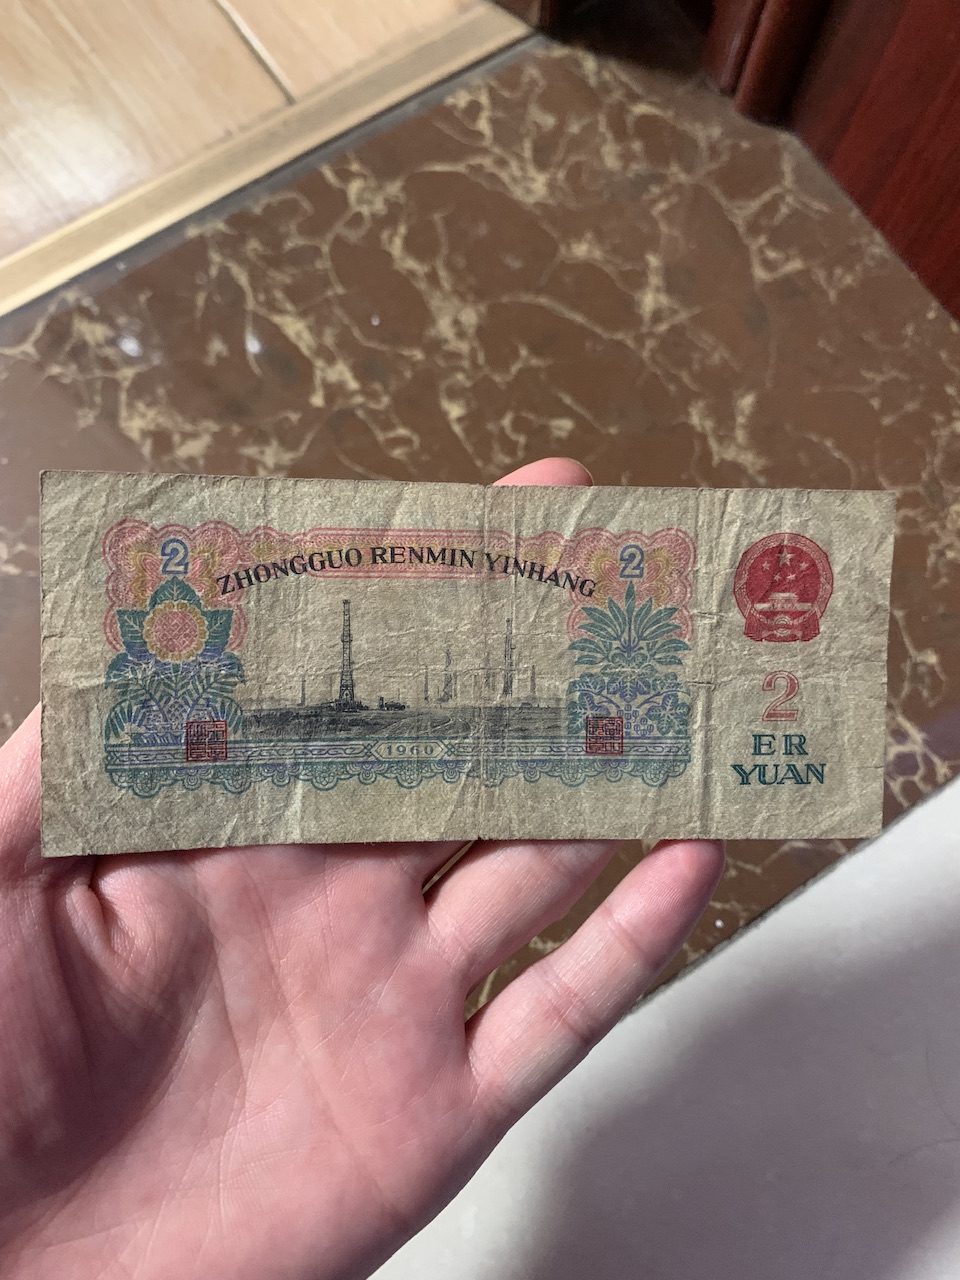 2
2
ZHONGGUO RENMIN YINHANG
1960
2
ER
YUAN